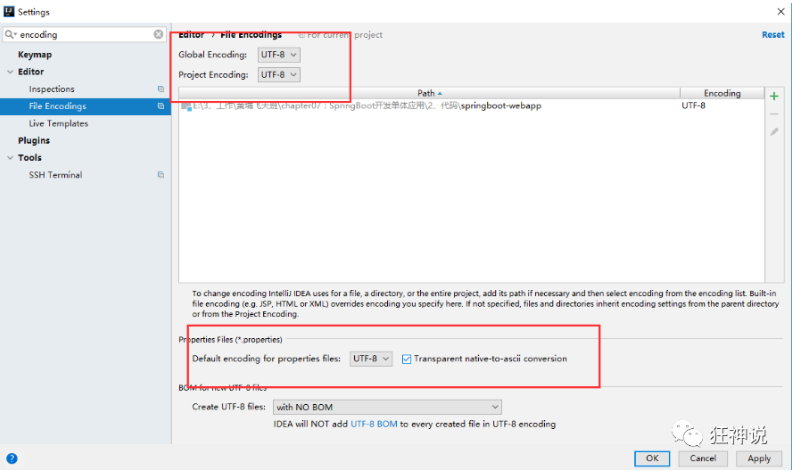 Settings
encoding
Keymap
Editor
Inspections
File Encodings
Live Templates
Plugins
Tools
SSH Terminal
Editor › File Encodings For current project
Reset
Global Encoding: UTF-8
Project Encoding: UTF-8
Path Encoding
\chapter07：SpringBoot开发单体应用\2、代码\springboot-webapp UTF-8
To change encoding IntelliJ IDEA uses for a file, a directory, or the entire project, add its path if necessary and then select encoding from the encoding list. Built-in
file encoding (e.g. JSP, HTML or XML) overrides encoding you specify here. If not specified, files and directories inherit encoding settings from the parent directory
or from the Project Encoding.
Properties Files (*.properties)
Default encoding for properties files: UTF-8 Transparent native-to-ascii conversion
BOM for new UTF-8 files
Create UTF-8 files: with NO BOM
IDEA will NOT add UTF-8 BOM to every created file in UTF-8 encoding
狂神说
? OK Cancel Apply